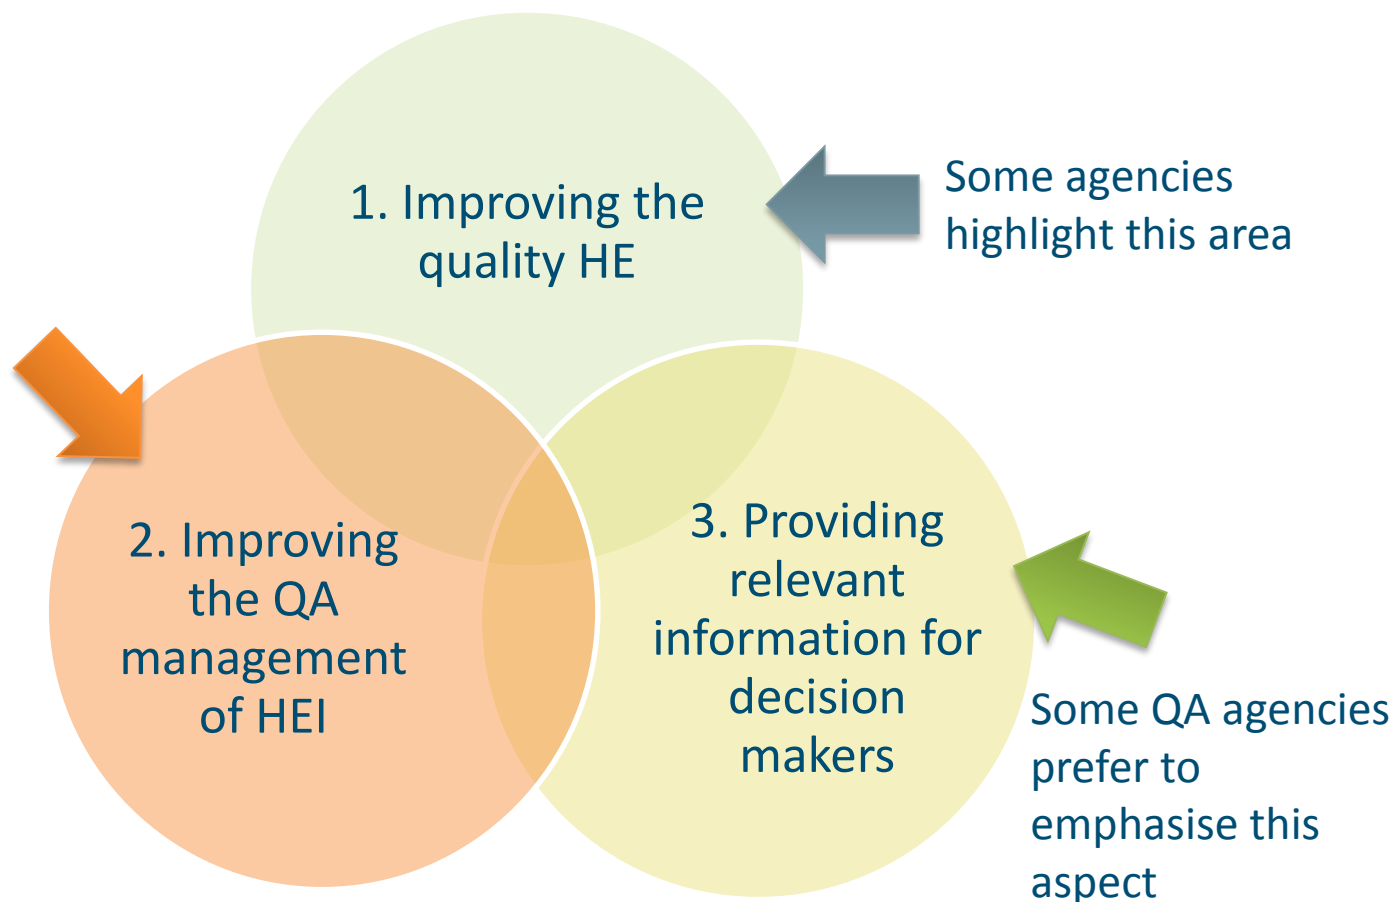 1. Improving the
quality HE
Some agencies
highlight this area
2. Improving
the QA
management
of HEI
3. Providing
relevant
information for
decision
makers
Some QA agencies
prefer to
emphasise this
aspect